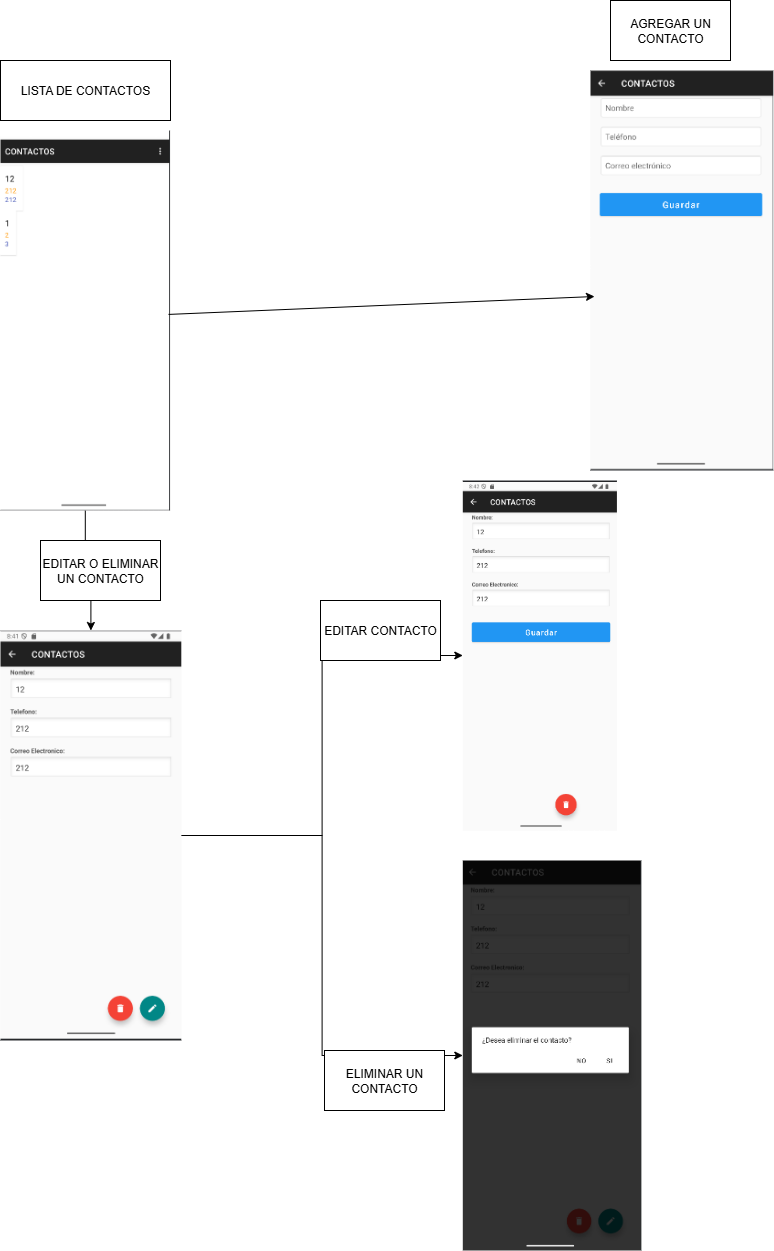 AGREGAR UN
CONTACTO
LISTA DE CONTACTOS
CONTACTOS
12
212
212
1
2
3
CONTACTOS
Nombre
Teléfono
Correo electrónico
Guardar
EDITAR O ELIMINAR
UN CONTACTO
8:41
CONTACTOS
Nombre:
12
Telefono:
212
Correo Electronico:
212
EDITAR CONTACTO
8:42
CONTACTOS
Nombre:
12
Telefono:
212
Correo Electronico:
212
Guardar
ELIMINAR UN
CONTACTO
CONTACTOS
Nombre:
12
Telefono:
212
Correo Electronico:
212
¿Desea eliminar el contacto?
NO SI